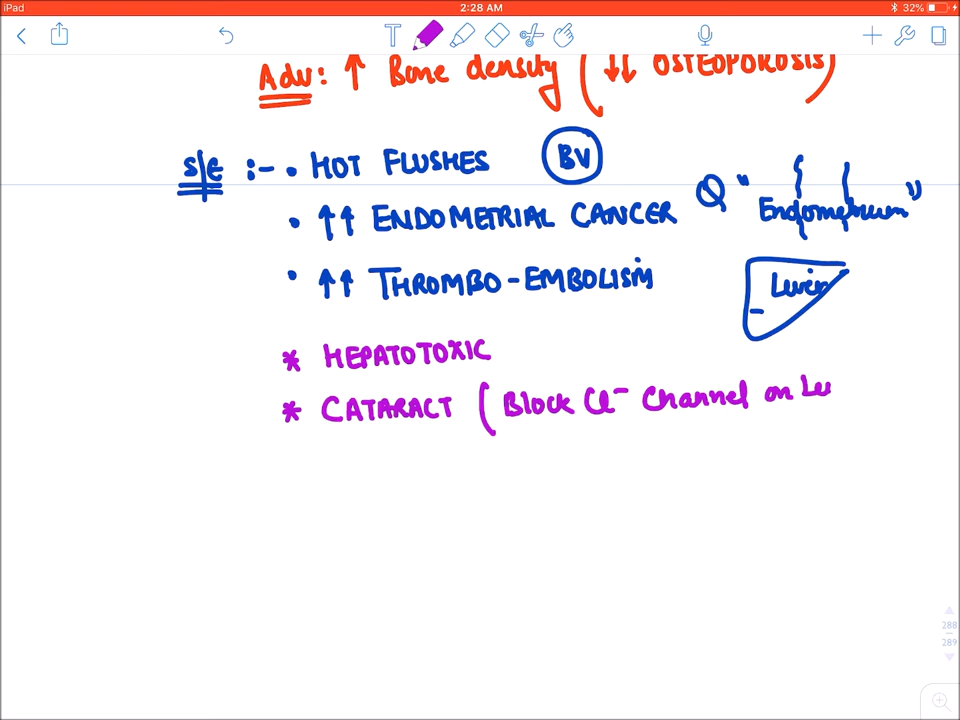 iPad
2:28 AM
32%
T
Adv: ↑ Bone density ( ↓↓ OSTEOPOROSIS )
S/E :- • HOT FLUSHES BV
Q " Endometrium "
• ↑↑ ENDOMETRIAL CANCER
• ↑↑ THROMBO-EMBOLISM
Liver
* HEPATOTOXIC
* CATARACT ( Block Cl⁻ Channel on Le
288
289